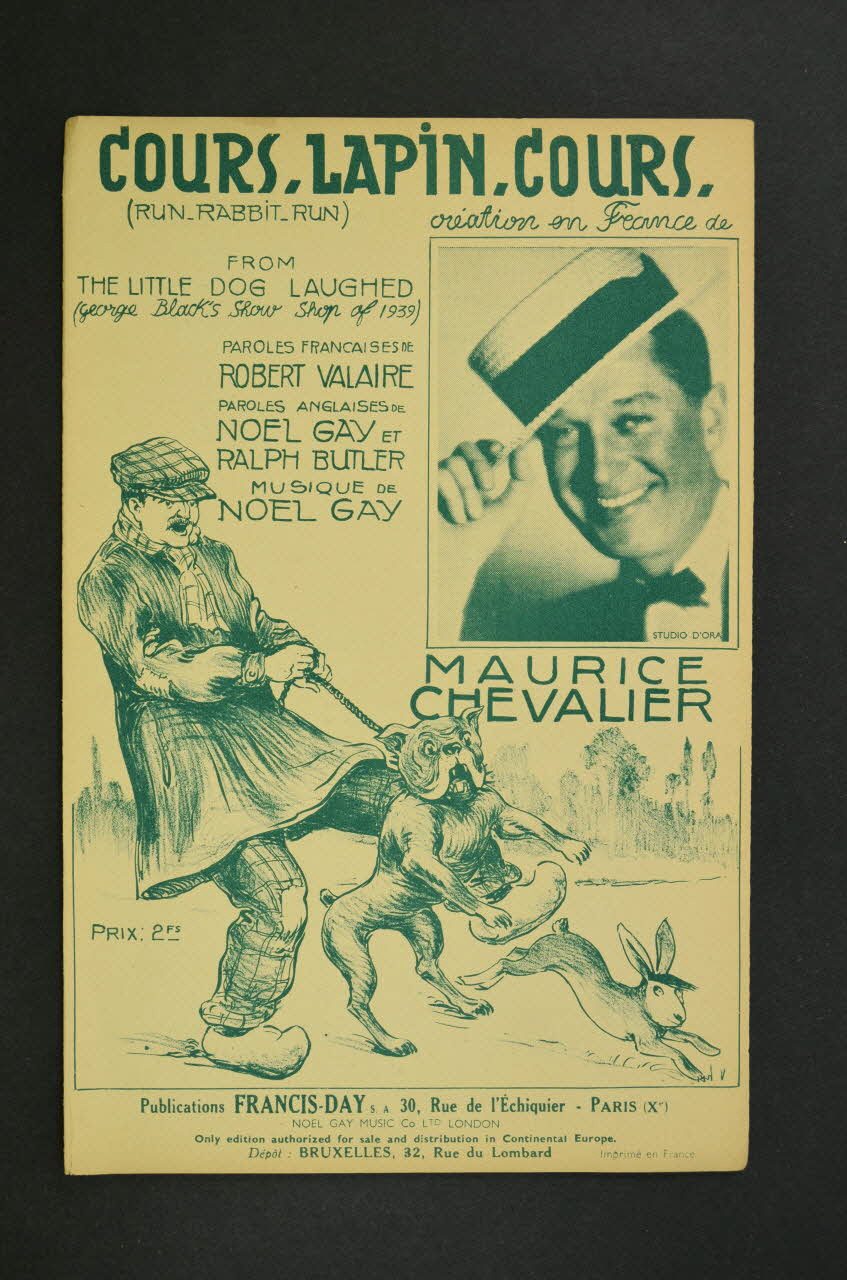 COURS, LAPIN, COURS,
(RUN-RABBIT-RUN)
création en France de
FROM
THE LITTLE DOG LAUGHED
(George Black's Show Shop of 1939)
PAROLES FRANCAISES DE
ROBERT VALAIRE
PAROLES ANGLAISES DE
NOEL GAY ET
RALPH BUTLER
MUSIQUE DE
NOEL GAY
STUDIO D'ORA
MAURICE
CHEVALIER
PRIX: 2FS
Publications FRANCIS-DAY S. A. 30, Rue de l'Échiquier - PARIS (Xe)
NOEL GAY MUSIC Co LTD LONDON
Only edition authorized for sale and distribution in Continental Europe.
Dépôt : BRUXELLES, 32, Rue du Lombard
Imprimé en France